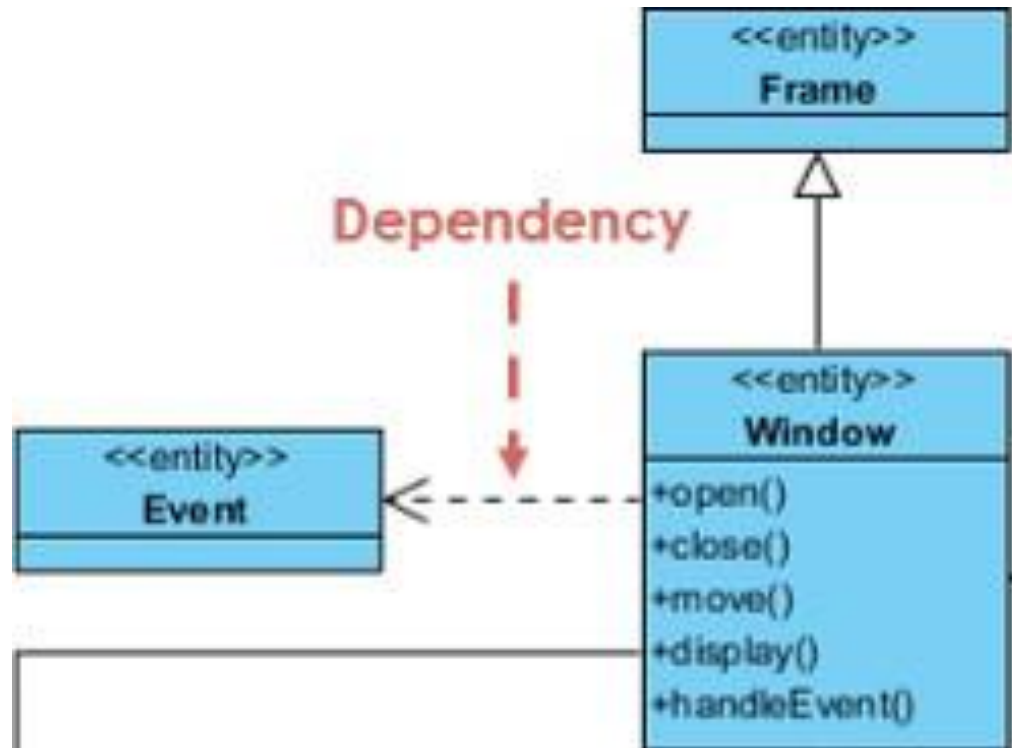 <<entity>>
Frame
Dependency
<<entity>>
Window
+open()
+close()
+move()
+display()
+handleEvent()
<<entity>>
Event